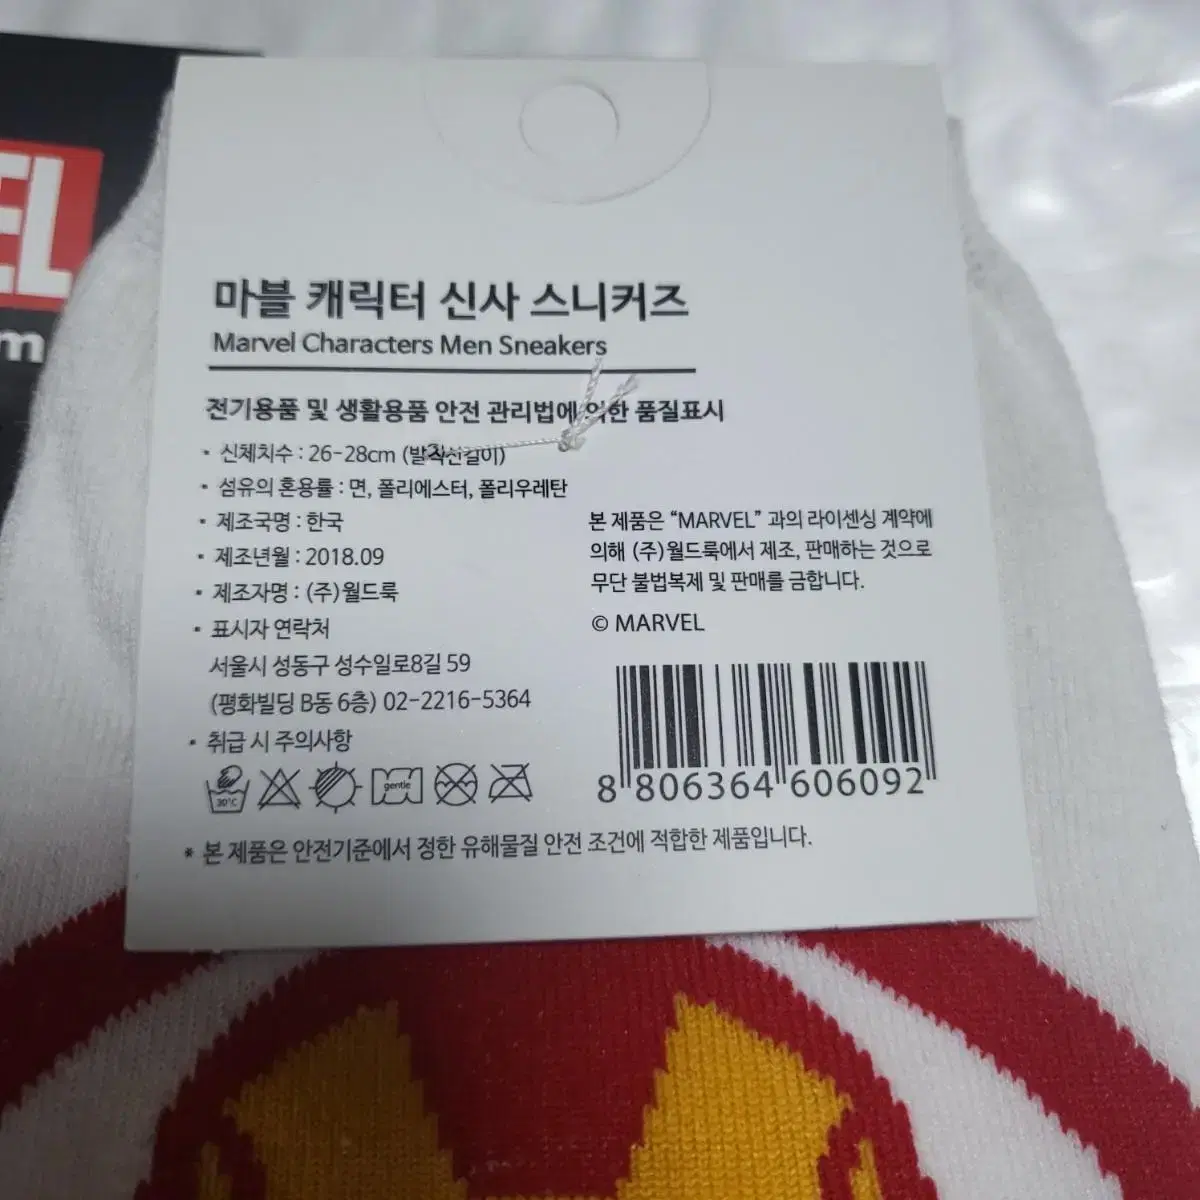 EL
m
마블 캐릭터 신사 스니커즈
Marvel Characters Men Sneakers
전기용품 및 생활용품 안전 관리법에 의한 품질표시
· 신체치수 : 26-28cm (발직선길이)
· 섬유의 혼용률 : 면, 폴리에스터, 폴리우레탄
· 제조국명 : 한국
· 제조년월 : 2018.09
· 제조자명 : (주)월드룩
· 표시자 연락처
서울시 성동구 성수일로8길 59
(평화빌딩 B동 6층) 02-2216-5364
· 취급 시 주의사항
30°C
gentle
본 제품은 “MARVEL” 과의 라이센싱 계약에
의해 (주)월드룩에서 제조, 판매하는 것으로
무단 불법복제 및 판매를 금합니다.
© MARVEL
8 806364 606092
* 본 제품은 안전기준에서 정한 유해물질 안전 조건에 적합한 제품입니다.